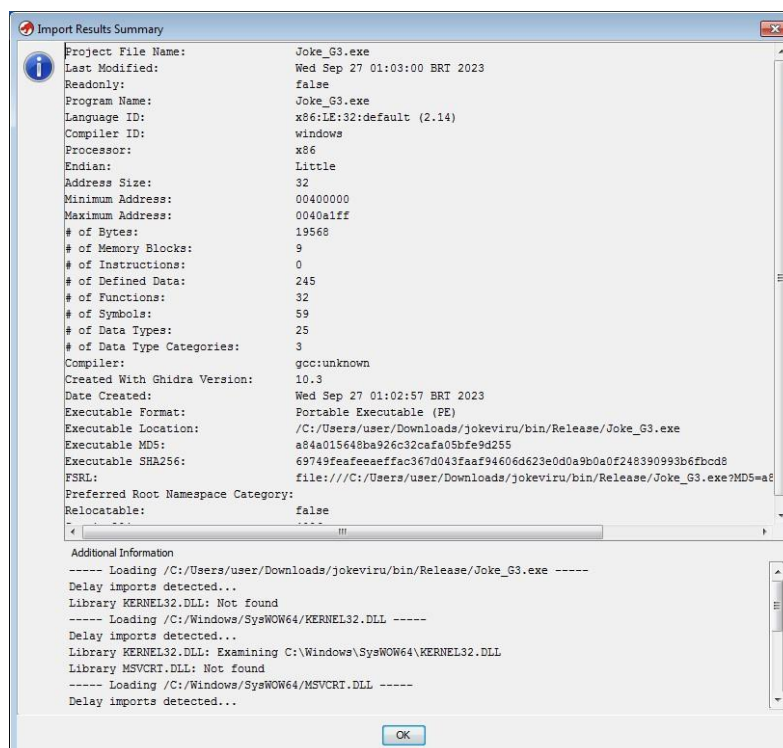 Import Results Summary
Project File Name: Joke_G3.exe
Last Modified: Wed Sep 27 01:03:00 BRT 2023
Readonly: false
Program Name: Joke_G3.exe
Language ID: x86:LE:32:default (2.14)
Compiler ID: windows
Processor: x86
Endian: Little
Address Size: 32
Minimum Address: 00400000
Maximum Address: 0040a1ff
# of Bytes: 19568
# of Memory Blocks: 9
# of Instructions: 0
# of Defined Data: 245
# of Functions: 32
# of Symbols: 59
# of Data Types: 25
# of Data Type Categories: 3
Compiler: gcc:unknown
Created With Ghidra Version: 10.3
Date Created: Wed Sep 27 01:02:57 BRT 2023
Executable Format: Portable Executable (PE)
Executable Location: /C:/Users/user/Downloads/jokeviru/bin/Release/Joke_G3.exe
Executable MD5: a84a015648ba926c32cafa05bfe9d255
Executable SHA256: 69749feafeeaeffac367d043faaf94606d623e0d0a9b0a0f248390993b6fbcd8
FSRL: file:///C:/Users/user/Downloads/jokeviru/bin/Release/Joke_G3.exe?MD5=a8
Preferred Root Namespace Category:
Relocatable: false
Additional Information
----- Loading /C:/Users/user/Downloads/jokeviru/bin/Release/Joke_G3.exe -----
Delay imports detected...
Library KERNEL32.DLL: Not found
----- Loading /C:/Windows/SysWOW64/KERNEL32.DLL -----
Delay imports detected...
Library KERNEL32.DLL: Examining C:\Windows\SysWOW64\KERNEL32.DLL
Library MSVCRT.DLL: Not found
----- Loading /C:/Windows/SysWOW64/MSVCRT.DLL -----
Delay imports detected...
OK